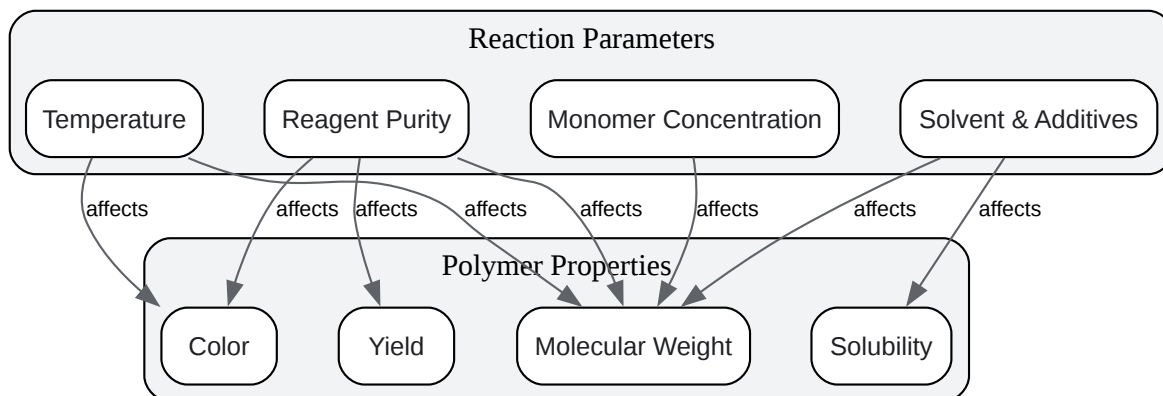 Reaction Parameters
Temperature
Reagent Purity
Monomer Concentration
Solvent & Additives
affects
affects
affects
affects
affects
affects
affects
affects
Polymer Properties
Color
Yield
Molecular Weight
Solubility